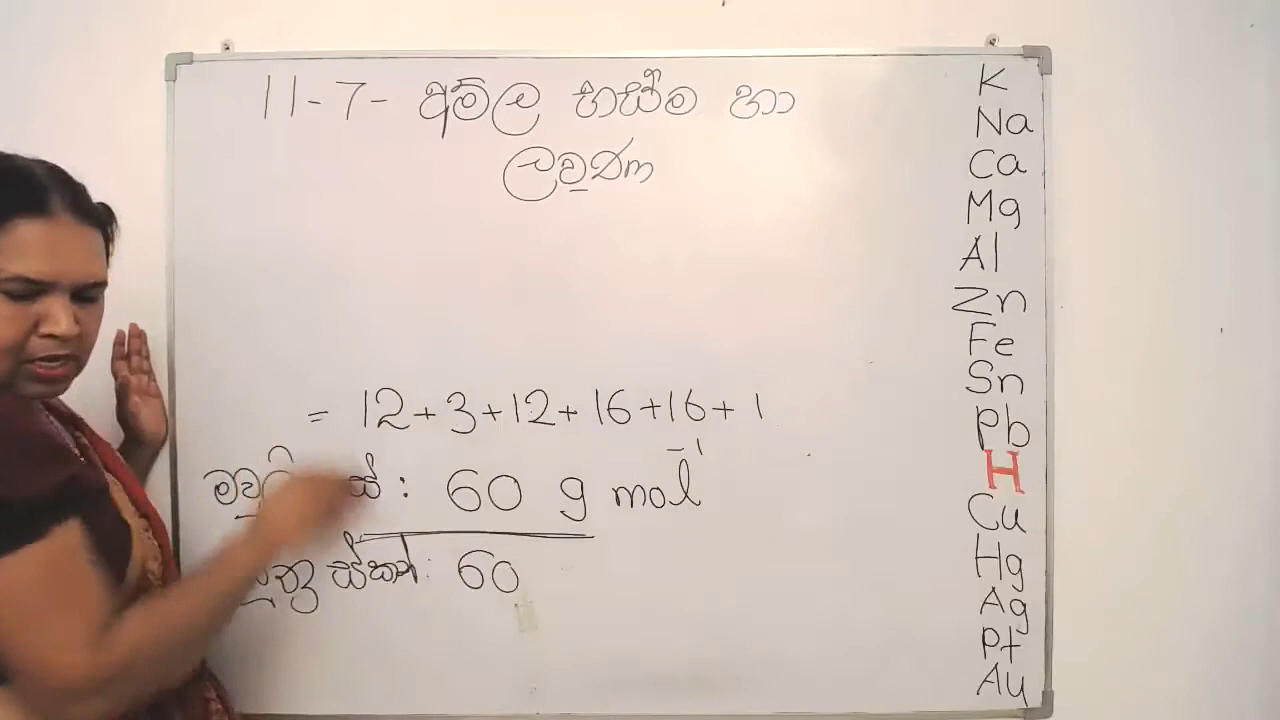 11-7- අම්ල භස්ම හා
ලවණ
= 12+3+12+16+16+1
: 60 g mol⁻¹
සූත්‍ර ස්කන්: 60
K
Na
Ca
Mg
Al
Zn
Fe
Sn
Pb
H
Cu
Hg
Ag
Pt
Au